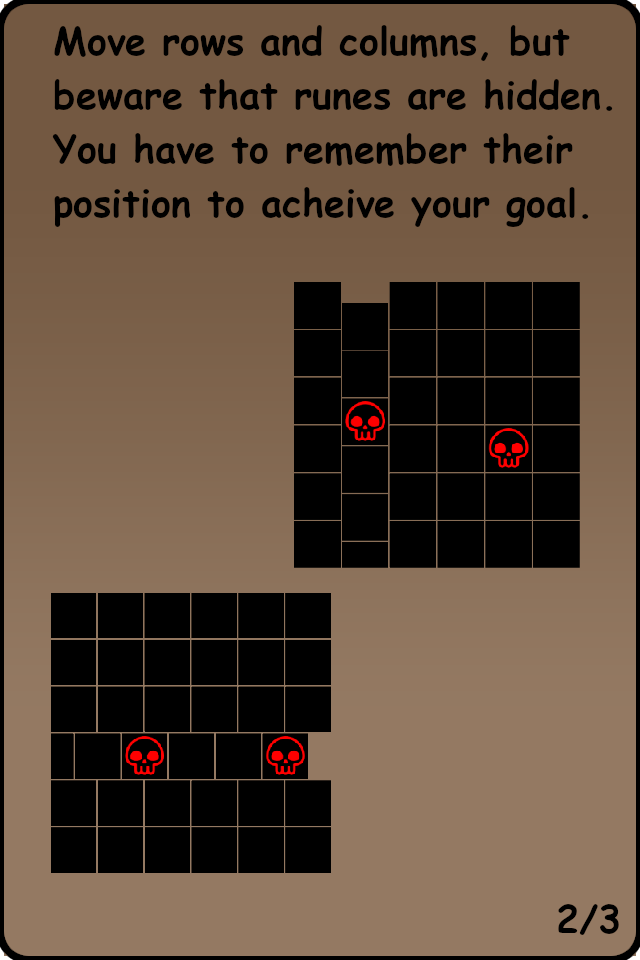 Move rows and columns, but
beware that runes are hidden.
You have to remember their
position to acheive your goal.
2/3